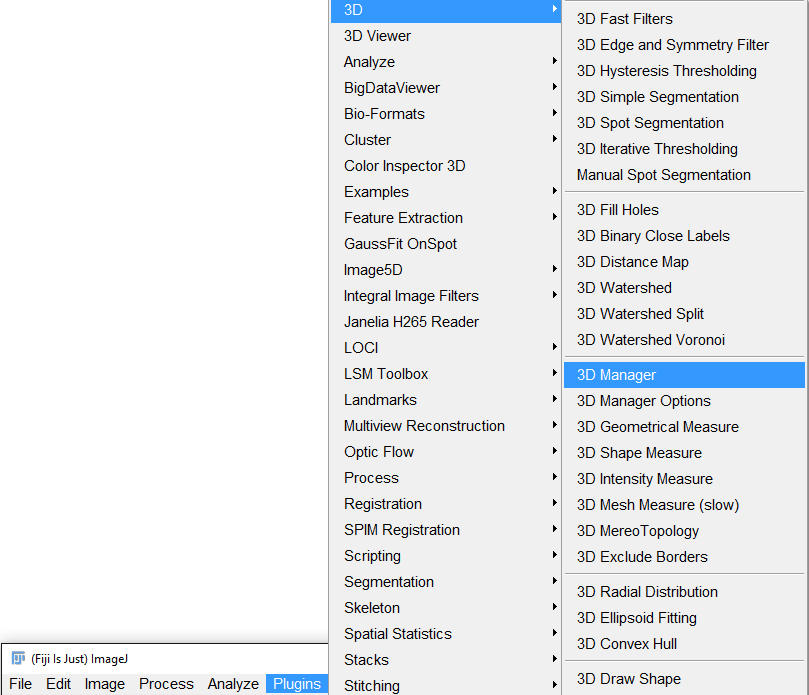 3D
3D Viewer
Analyze
BigDataViewer
Bio-Formats
Cluster
Color Inspector 3D
Examples
Feature Extraction
GaussFit OnSpot
Image5D
Integral Image Filters
Janelia H265 Reader
LOCI
LSM Toolbox
Landmarks
Multiview Reconstruction
Optic Flow
Process
Registration
SPIM Registration
Scripting
Segmentation
Skeleton
Spatial Statistics
Stacks
Stitching
3D Fast Filters
3D Edge and Symmetry Filter
3D Hysteresis Thresholding
3D Simple Segmentation
3D Spot Segmentation
3D Iterative Thresholding
Manual Spot Segmentation
3D Fill Holes
3D Binary Close Labels
3D Distance Map
3D Watershed
3D Watershed Split
3D Watershed Voronoi
3D Manager
3D Manager Options
3D Geometrical Measure
3D Shape Measure
3D Intensity Measure
3D Mesh Measure (slow)
3D MereoTopology
3D Exclude Borders
3D Radial Distribution
3D Ellipsoid Fitting
3D Convex Hull
3D Draw Shape
(Fiji Is Just) ImageJ
File Edit Image Process Analyze Plugins